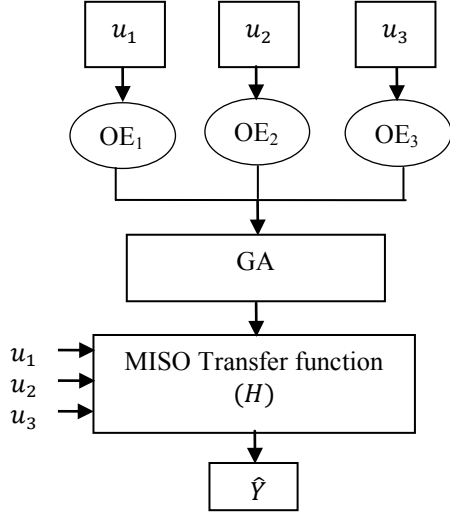 u₁ u₂ u₃
OE₁ OE₂ OE₃
GA
u₁
u₂
u₃
MISO Transfer function
(H)
Ŷ